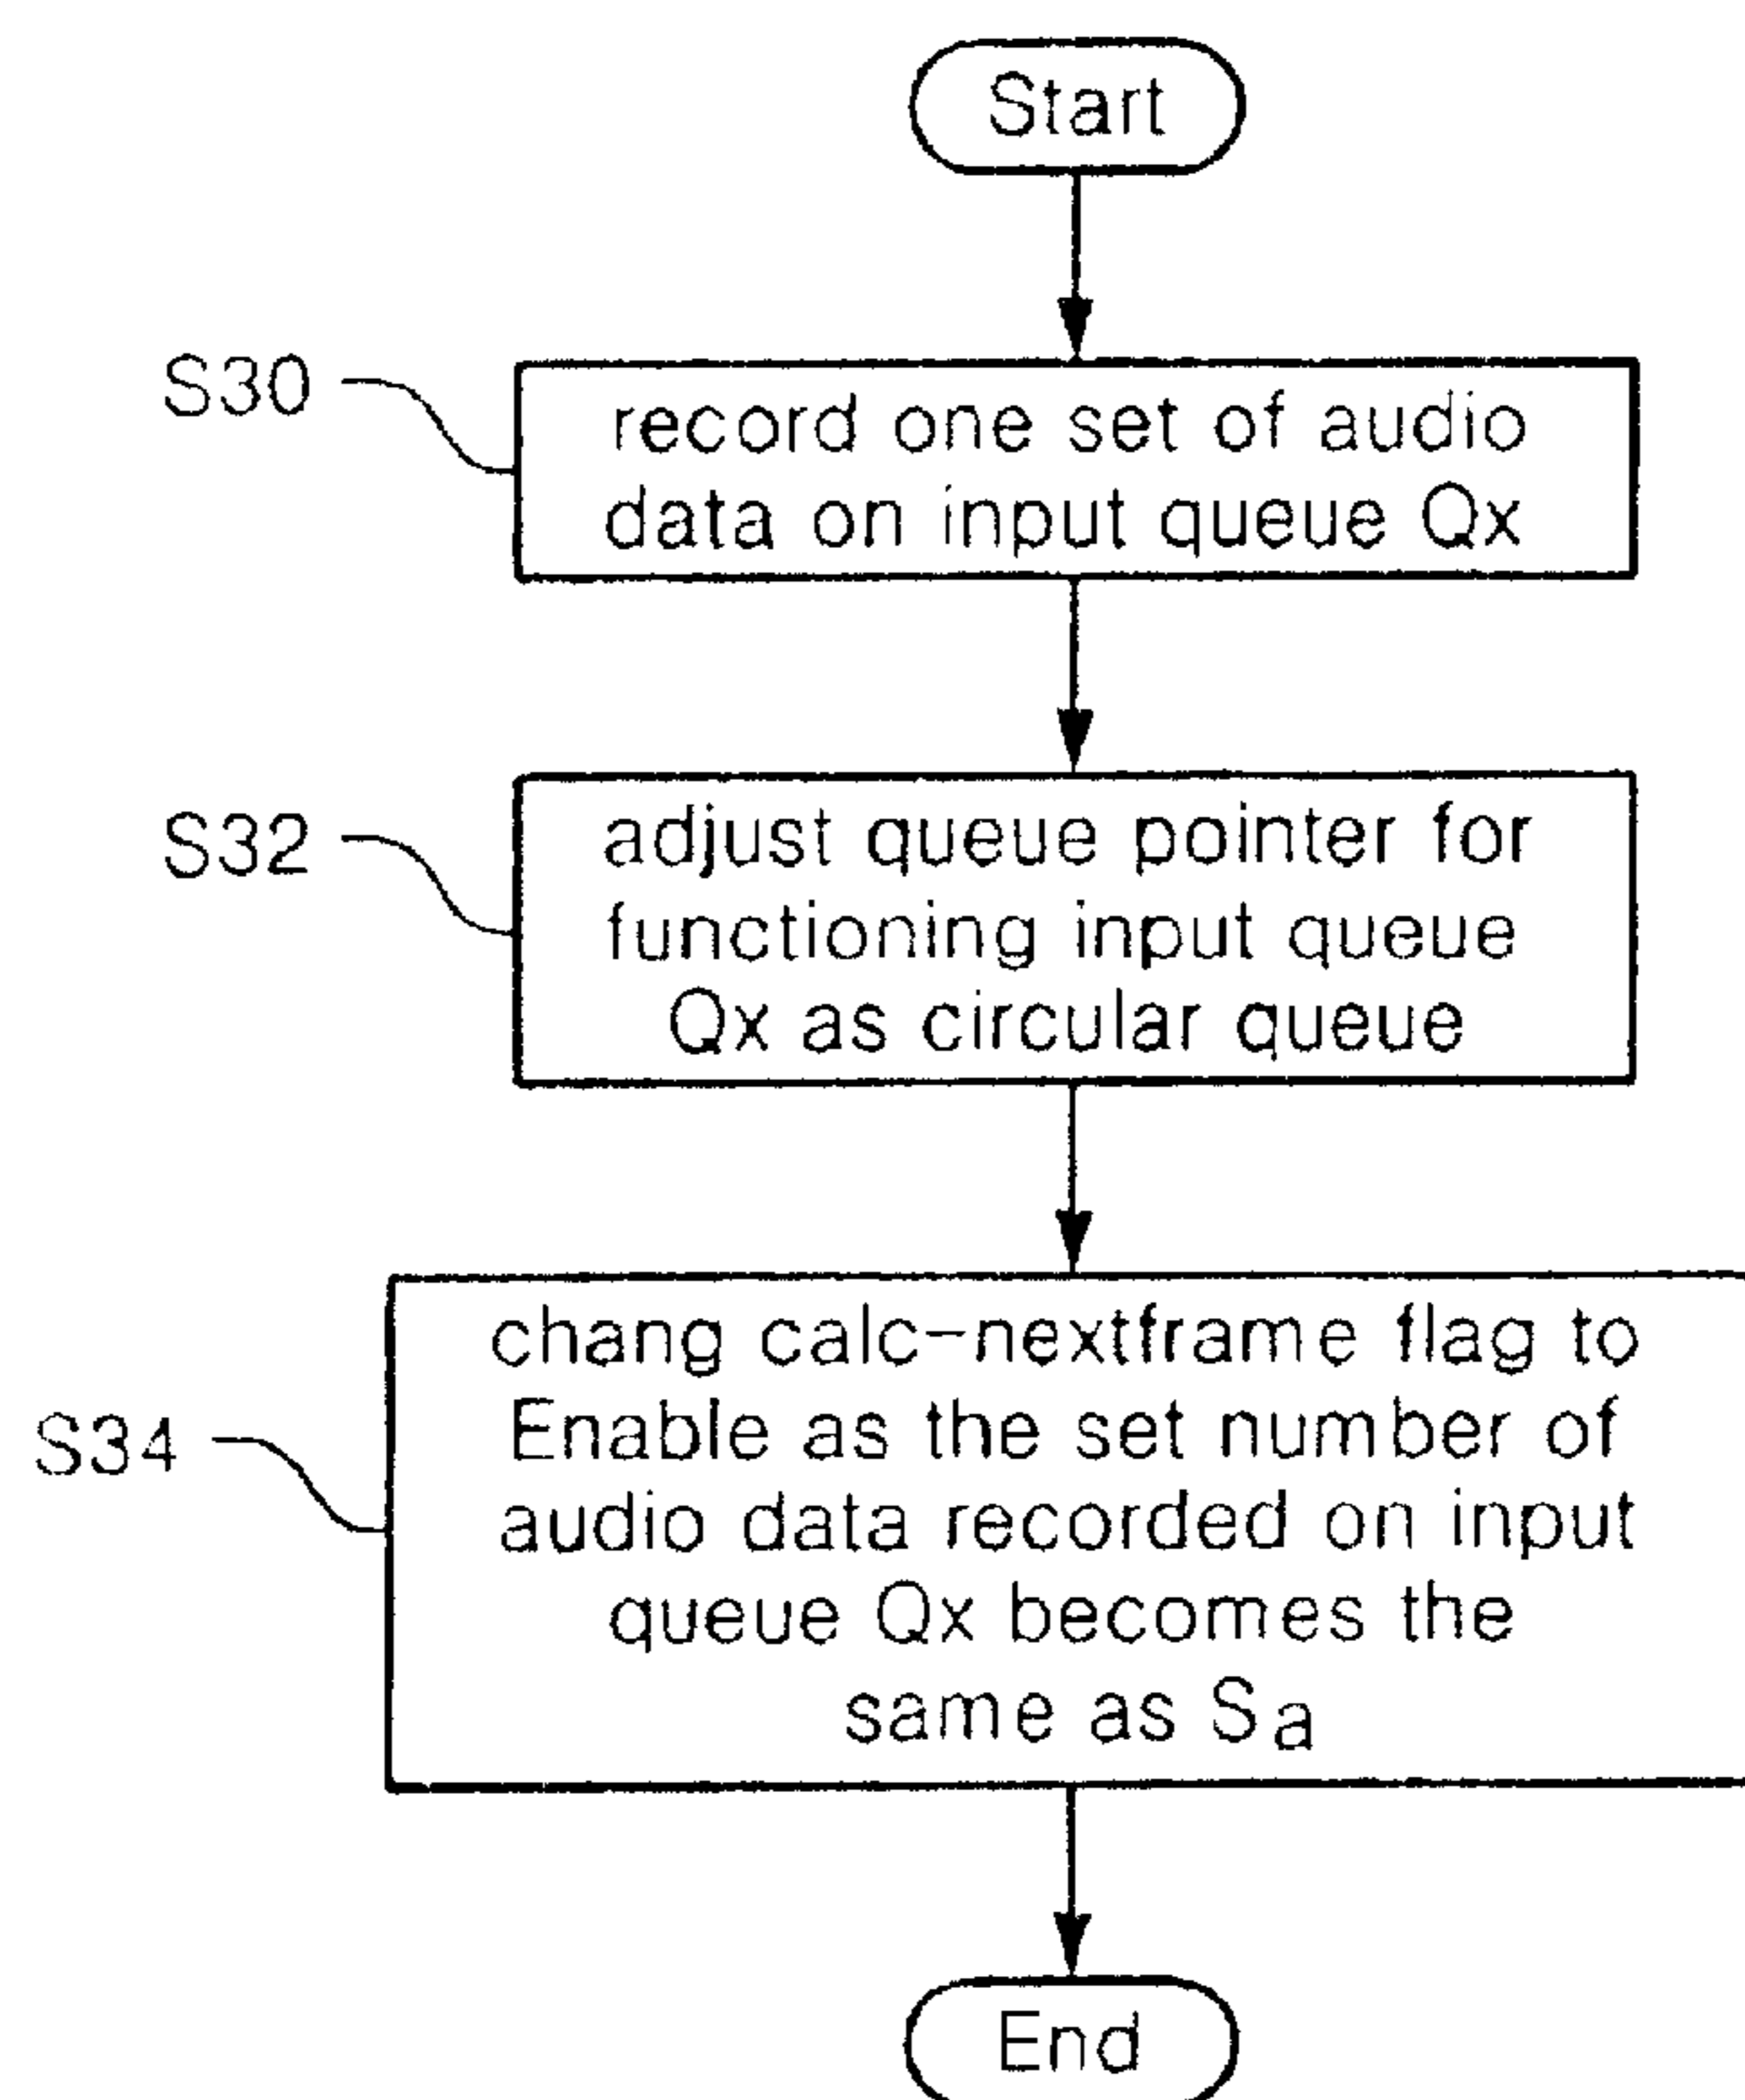 Start
S30
record one set of audio
data on input queue Qx
S32
adjust queue pointer for
functioning input queue
Qx as circular queue
S34
chang calc-nextframe flag to
Enable as the set number of
audio data recorded on input
queue Qx becomes the
same as Sa
End